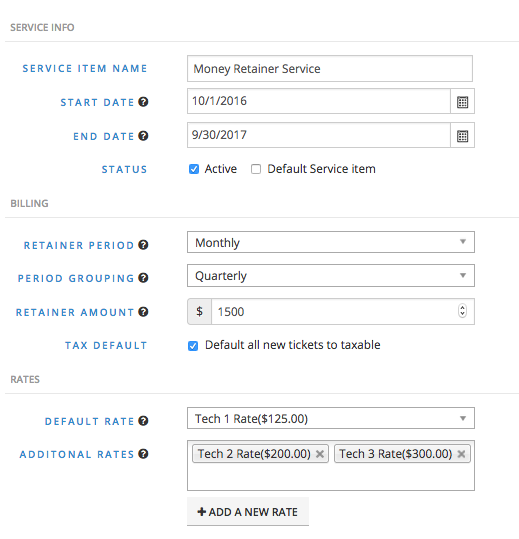 SERVICE INFO
SERVICE ITEM NAME Money Retainer Service
START DATE ? 10/1/2016
END DATE ? 9/30/2017
STATUS Active Default Service item
BILLING
RETAINER PERIOD ? Monthly
PERIOD GROUPING ? Quarterly
RETAINER AMOUNT ? $ 1500
TAX DEFAULT Default all new tickets to taxable
RATES
DEFAULT RATE ? Tech 1 Rate($125.00)
ADDITONAL RATES ? Tech 2 Rate($200.00) × Tech 3 Rate($300.00) ×
+ ADD A NEW RATE